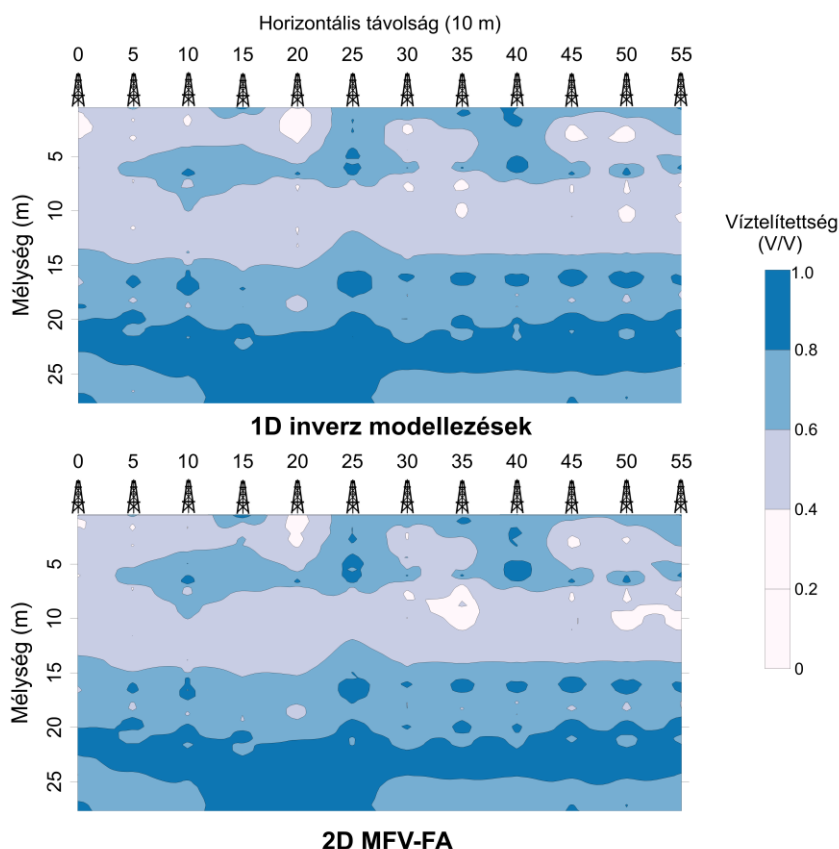 Horizontális távolság (10 m)
0 5 10 15 20 25 30 35 40 45 50 55
Mélység (m)
5
10
15
20
25
1D inverz modellezések
0 5 10 15 20 25 30 35 40 45 50 55
Mélység (m)
5
10
15
20
25
2D MFV-FA
Víztelítettség
(V/V)
1.0
0.8
0.6
0.4
0.2
0